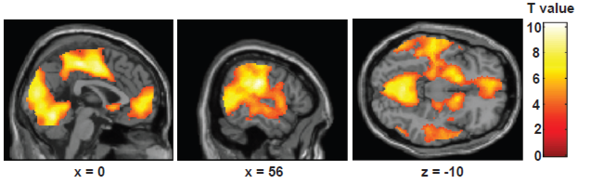 T value
10
8
6
4
2
0
x = 0
x = 56
z = -10